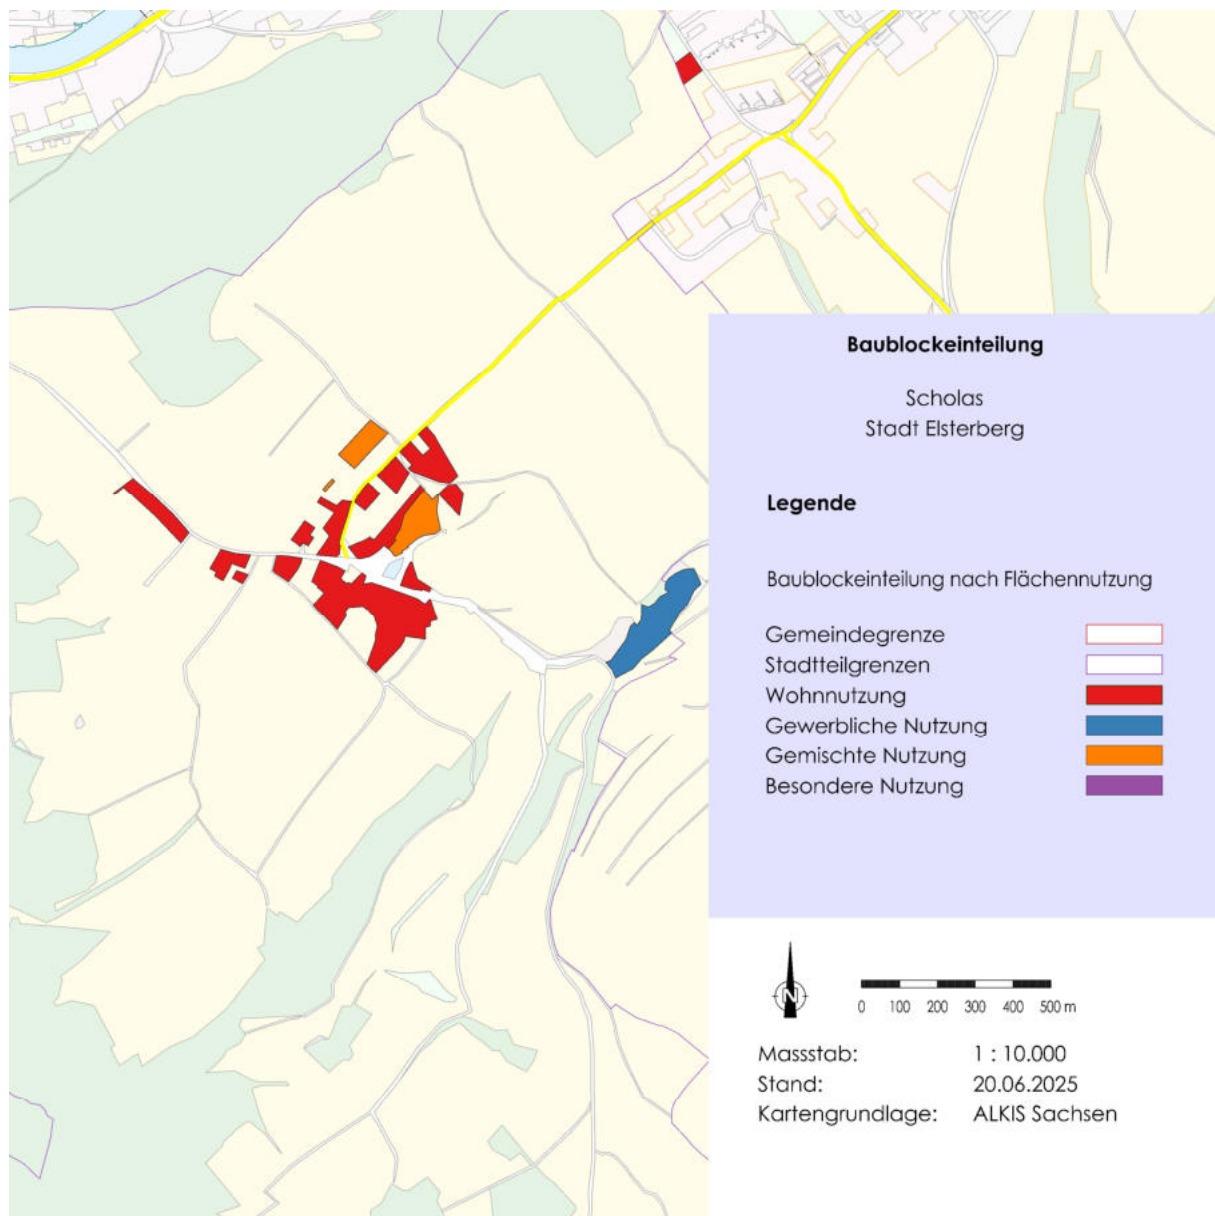 Baublockeinteilung
Scholas
Stadt Elsterberg
Legende
Baublockeinteilung nach Flächennutzung
Gemeindegrenze
Stadtteilgrenzen
Wohnnutzung
Gewerbliche Nutzung
Gemischte Nutzung
Besondere Nutzung
N
0 100 200 300 400 500 m
Massstab: 1 : 10.000
Stand: 20.06.2025
Kartengrundlage: ALKIS Sachsen